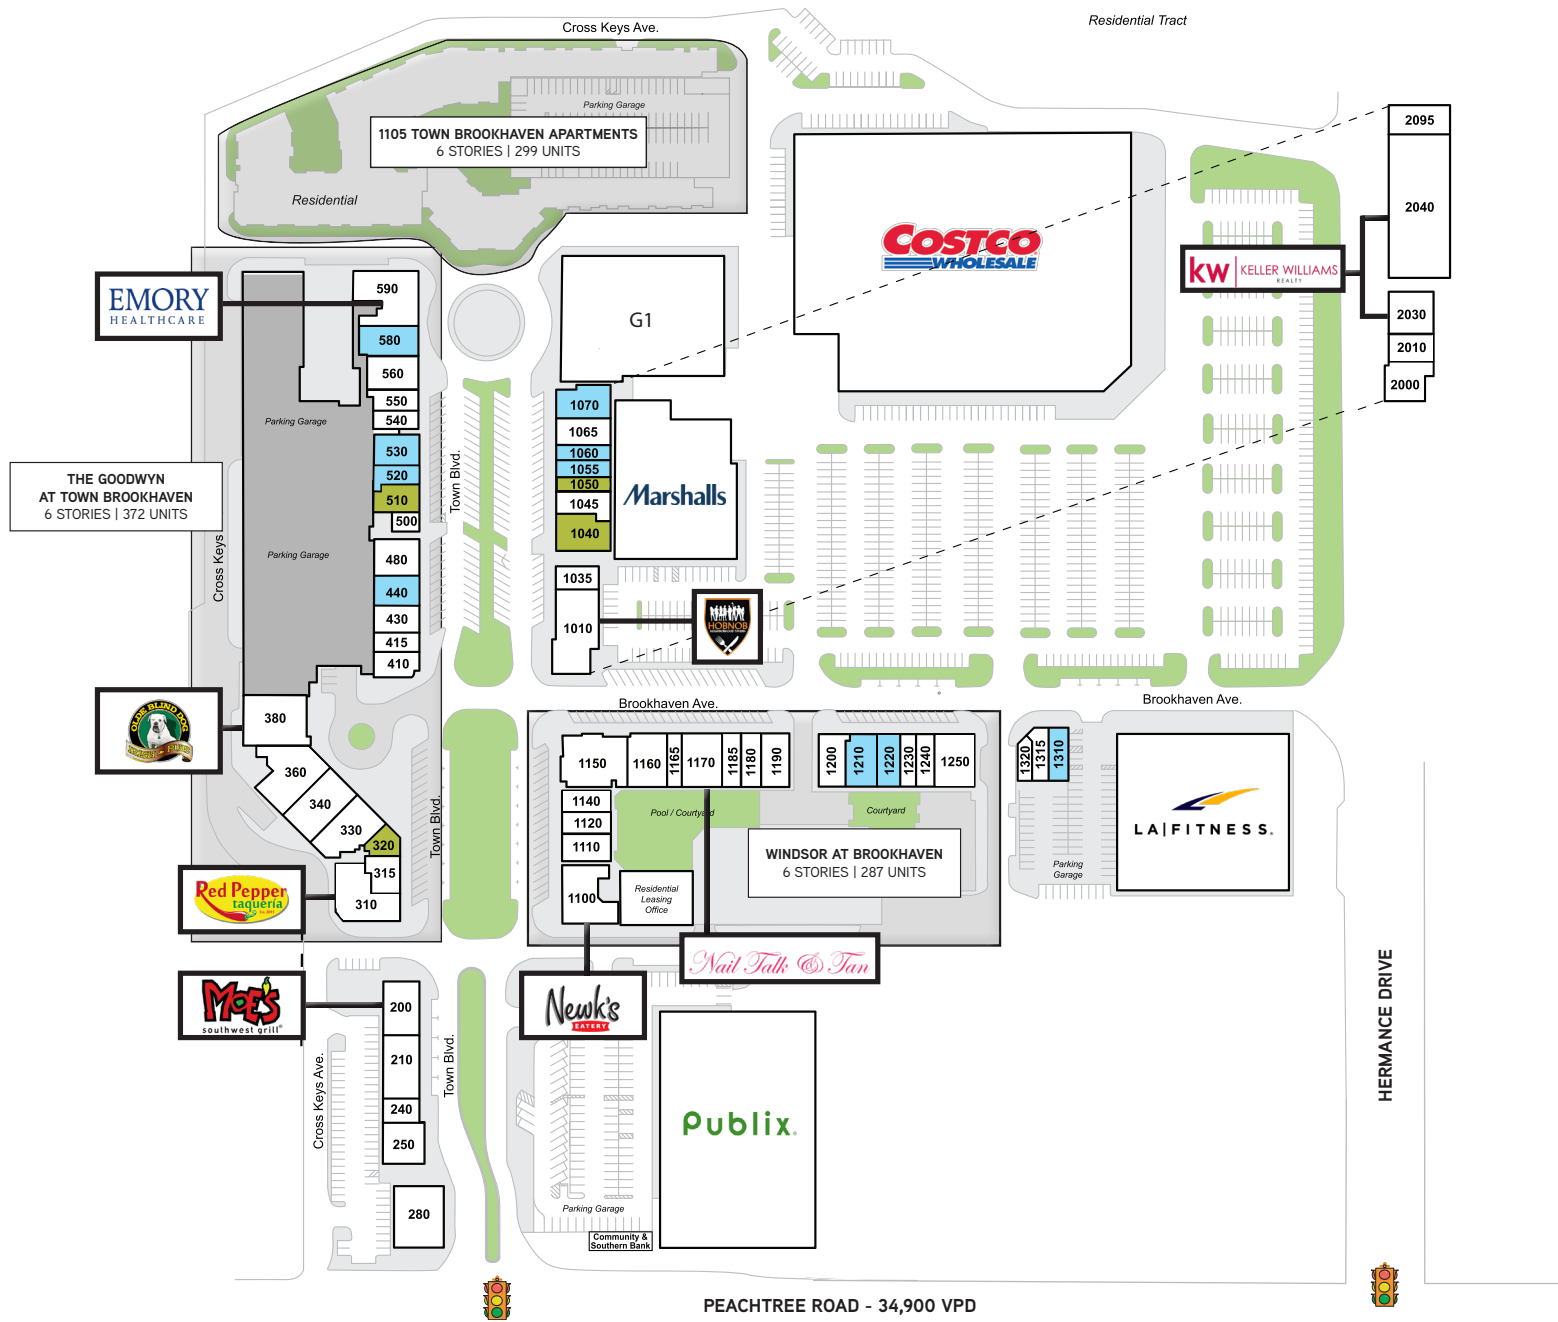 Cross Keys Ave.
Residential Tract
Parking Garage
1105 TOWN BROOKHAVEN APARTMENTS
6 STORIES | 299 UNITS
Residential
2095
2040
COSTCO
WHOLESALE
kw KELLER WILLIAMS
REALTY
2030
2010
2000
EMORY
HEALTHCARE
590
580
560
550
540
530
520
510
500
480
440
430
415
410
Parking Garage
Parking Garage
THE GOODWYN
AT TOWN BROOKHAVEN
6 STORIES | 372 UNITS
Cross Keys
Town Blvd.
G1
1070
1065
1060
1055
1050
1045
1040
Marshalls
1035
1010
HOBNOB
Brookhaven Ave.
Brookhaven Ave.
OLDE BLIND DOG
IRISH PUB
380
360
340
330
320
315
310
Town Blvd.
Red Pepper
taqueria
1150
1160
1165
1170
1185
1180
1190
1200
1210
1220
1230
1240
1250
1320
1315
1310
1140
1120
1110
1100
Pool / Courtyard
Courtyard
WINDSOR AT BROOKHAVEN
6 STORIES | 287 UNITS
Residential
Leasing
Office
Parking
Garage
LA|FITNESS.
Nail Talk & Tan
Newk's
EATERY
MOE'S
southwest grill®
200
210
240
250
280
Cross Keys Ave.
Town Blvd.
Publix.
Parking Garage
Community &
Southern Bank
HERMANCE DRIVE
PEACHTREE ROAD - 34,900 VPD